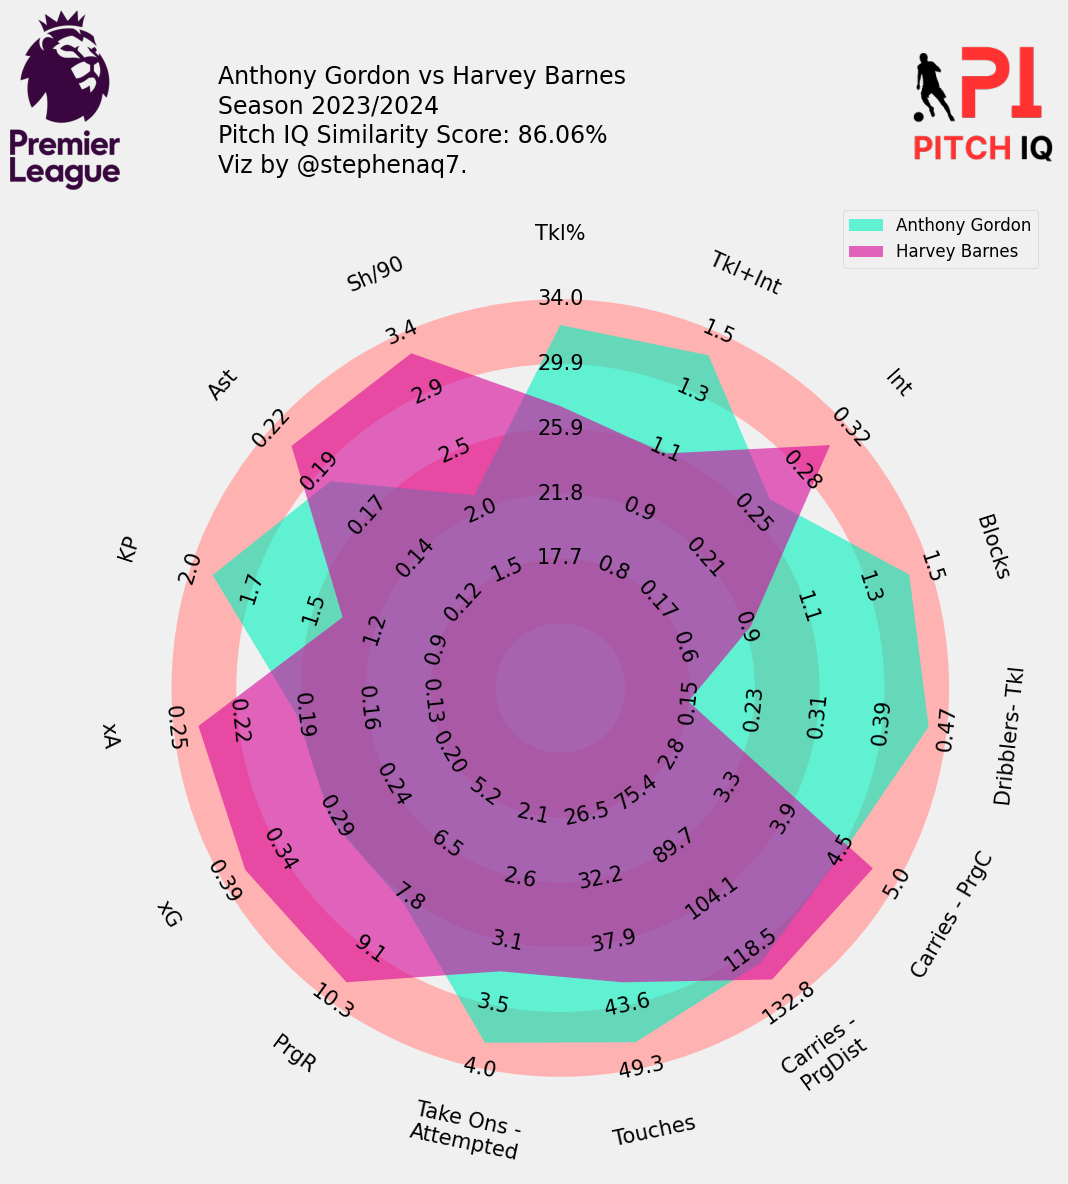 Anthony Gordon vs Harvey Barnes
Season 2023/2024
Pitch IQ Similarity Score: 86.06%
Viz by @stephenaq7.
Premier
League
PI
PITCH IQ
Anthony Gordon
Harvey Barnes
Tkl%
17.7
21.8
25.9
29.9
34.0
Tkl+Int
0.8
0.9
1.1
1.3
1.5
Int
0.17
0.21
0.25
0.28
0.32
Blocks
0.6
0.9
1.1
1.3
1.5
Dribblers- Tkl
0.15
0.23
0.31
0.39
0.47
Carries - PrgC
2.8
3.3
3.9
4.5
5.0
Carries -
PrgDist
75.4
89.7
104.1
118.5
132.8
Touches
26.5
32.2
37.9
43.6
49.3
Take Ons -
Attempted
2.1
2.6
3.1
3.5
4.0
PrgR
5.2
6.5
7.8
9.1
10.3
xG
0.20
0.24
0.29
0.34
0.39
xA
0.13
0.16
0.19
0.22
0.25
KP
0.9
1.2
1.5
1.7
2.0
Ast
0.12
0.14
0.17
0.19
0.22
Sh/90
1.5
2.0
2.5
2.9
3.4